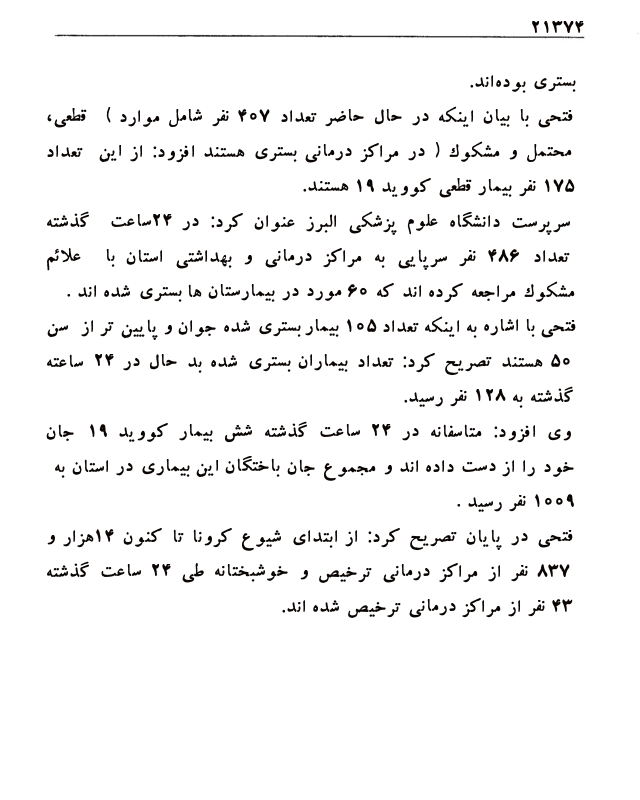 ۲۱۳۷۴
بستری بوده‌اند.
فتحی با بیان اینکه در حال حاضر تعداد ۴۰۷ نفر شامل موارد ) قطعی،
محتمل و مشکوك ( در مراکز درمانی بستری هستند افزود: از این تعداد
۱۷۵ نفر بیمار قطعی کووید ۱۹ هستند.
سرپرست دانشگاه علوم پزشکی البرز عنوان کرد: در ۲۴ساعت گذشته
تعداد ۴۸۶ نفر سرپایی به مراکز درمانی و بهداشتی استان با علائم
مشکوك مراجعه کرده اند که ۶۰ مورد در بیمارستان ها بستری شده اند .
فتحی با اشاره به اینکه تعداد ۱۰۵ بیمار بستری شده جوان و پایین تر از سن
۵۰ هستند تصریح کرد: تعداد بیماران بستری شده بد حال در ۲۴ ساعته
گذشته به ۱۲۸ نفر رسید.
وی افزود: متاسفانه در ۲۴ ساعت گذشته شش بیمار کووید ۱۹ جان
خود را از دست داده اند و مجموع جان باختگان این بیماری در استان به
۱۰۰۹ نفر رسید .
فتحی در پایان تصریح کرد: از ابتدای شیوع کرونا تا کنون ۱۴هزار و
۸۳۷ نفر از مراکز درمانی ترخیص و خوشبختانه طی ۲۴ ساعت گذشته
۴۳ نفر از مراکز درمانی ترخیص شده اند.